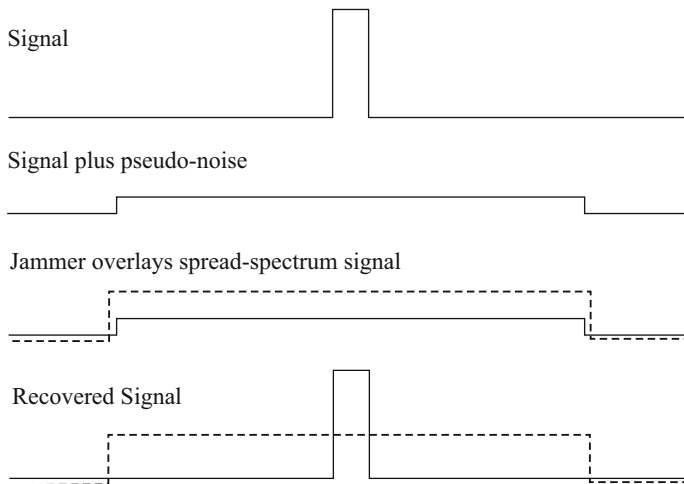 Signal
Signal plus pseudo-noise
Jammer overlays spread-spectrum signal
Recovered Signal